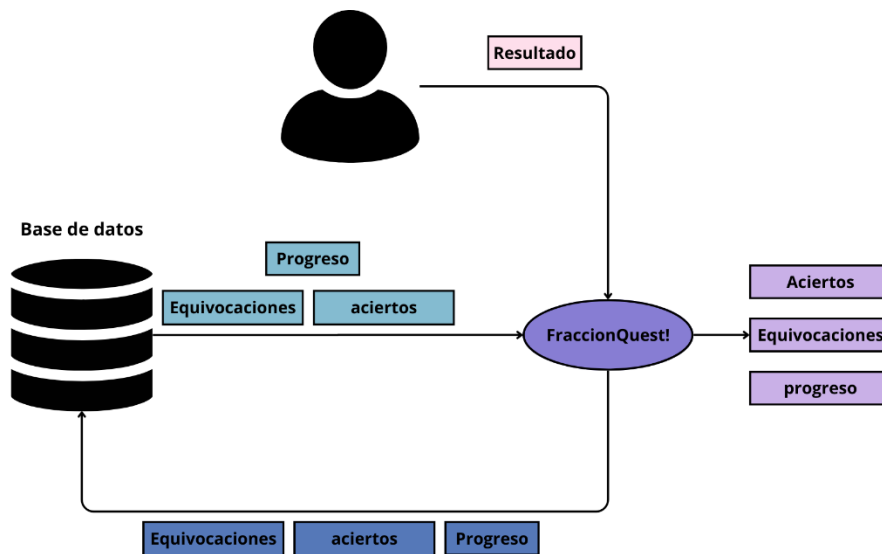 Resultado
Base de datos
Progreso
Equivocaciones
aciertos
FraccionQuest!
Aciertos
Equivocaciones
progreso
Equivocaciones
aciertos
Progreso